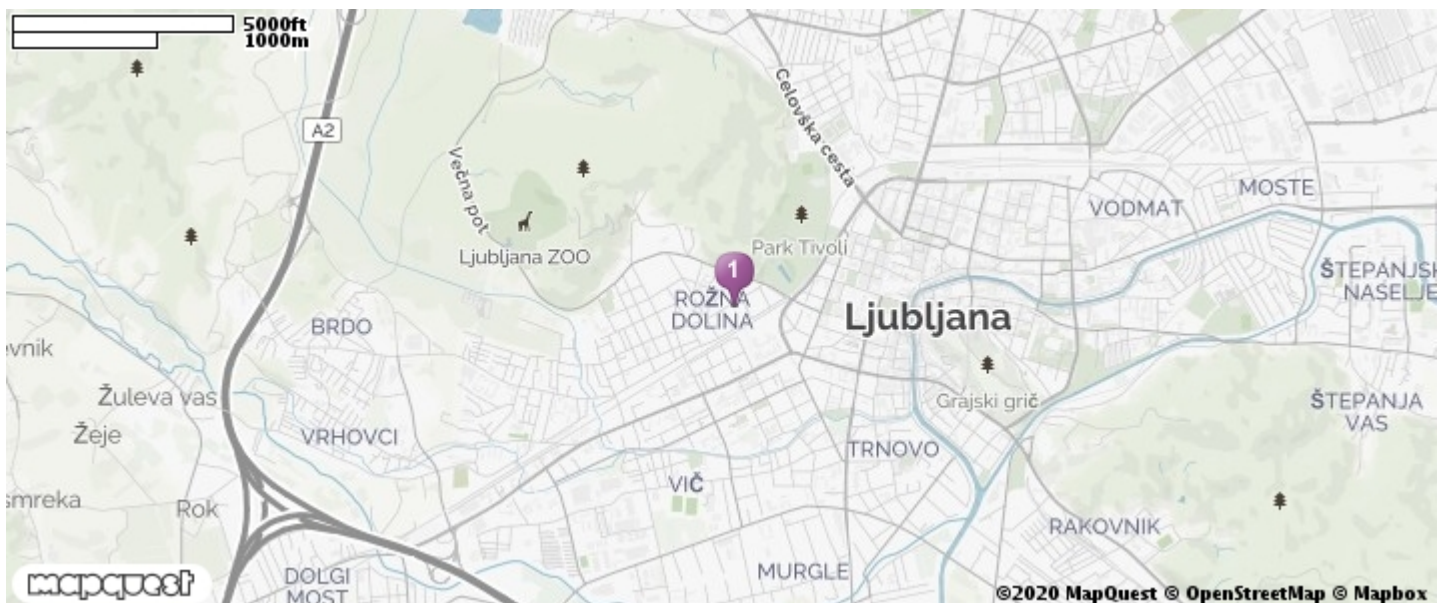 5000ft
1000m
A2
Celovška cesta
Večna pot
MOSTE
VODMAT
Park Tivoli
Ljubljana ZOO
1
ROŽNA
DOLINA
ŠTEPANJSK
NASELJE
Ljubljana
BRDO
evnik
Žuleva vas
Grajski grič
ŠTEPANJA
VAS
Žeje
VRHOVCI
TRNOVO
VIČ
smreka
Rok
RAKOVNIK
MURGLE
DOLGI
MOST
mapquest
©2020 MapQuest © OpenStreetMap © Mapbox